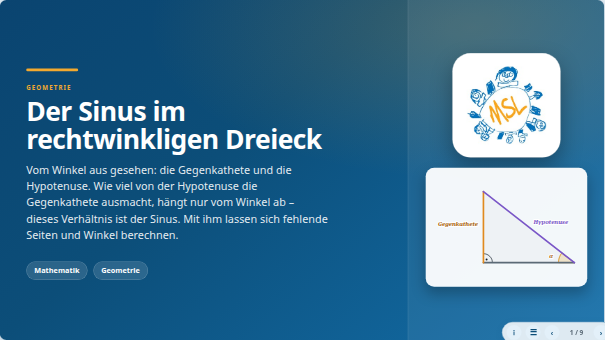 GEOMETRIE
Der Sinus im
rechtwinkligen Dreieck
Vom Winkel aus gesehen: die Gegenkathete und die
Hypotenuse. Wie viel von der Hypotenuse die
Gegenkathete ausmacht, hängt nur vom Winkel ab –
dieses Verhältnis ist der Sinus. Mit ihm lassen sich fehlende
Seiten und Winkel berechnen.
Mathematik
Geometrie
MSL
Gegenkathete
Hypotenuse
α
1 / 9